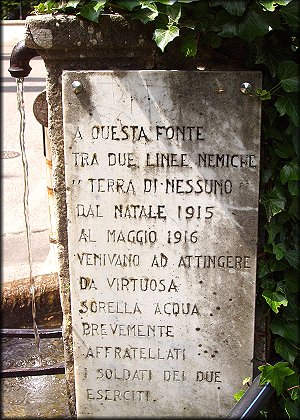 A QUESTA FONTE
TRA DUE LINEE NEMICHE
" TERRA DI NESSUNO "
DAL NATALE 1915
AL MAGGIO 1916
VENIVANO AD ATTINGERE
DA VIRTUOSA
SORELLA ACQUA
BREVEMENTE
AFFRATELLATI
I SOLDATI DEI DUE
ESERCITI.